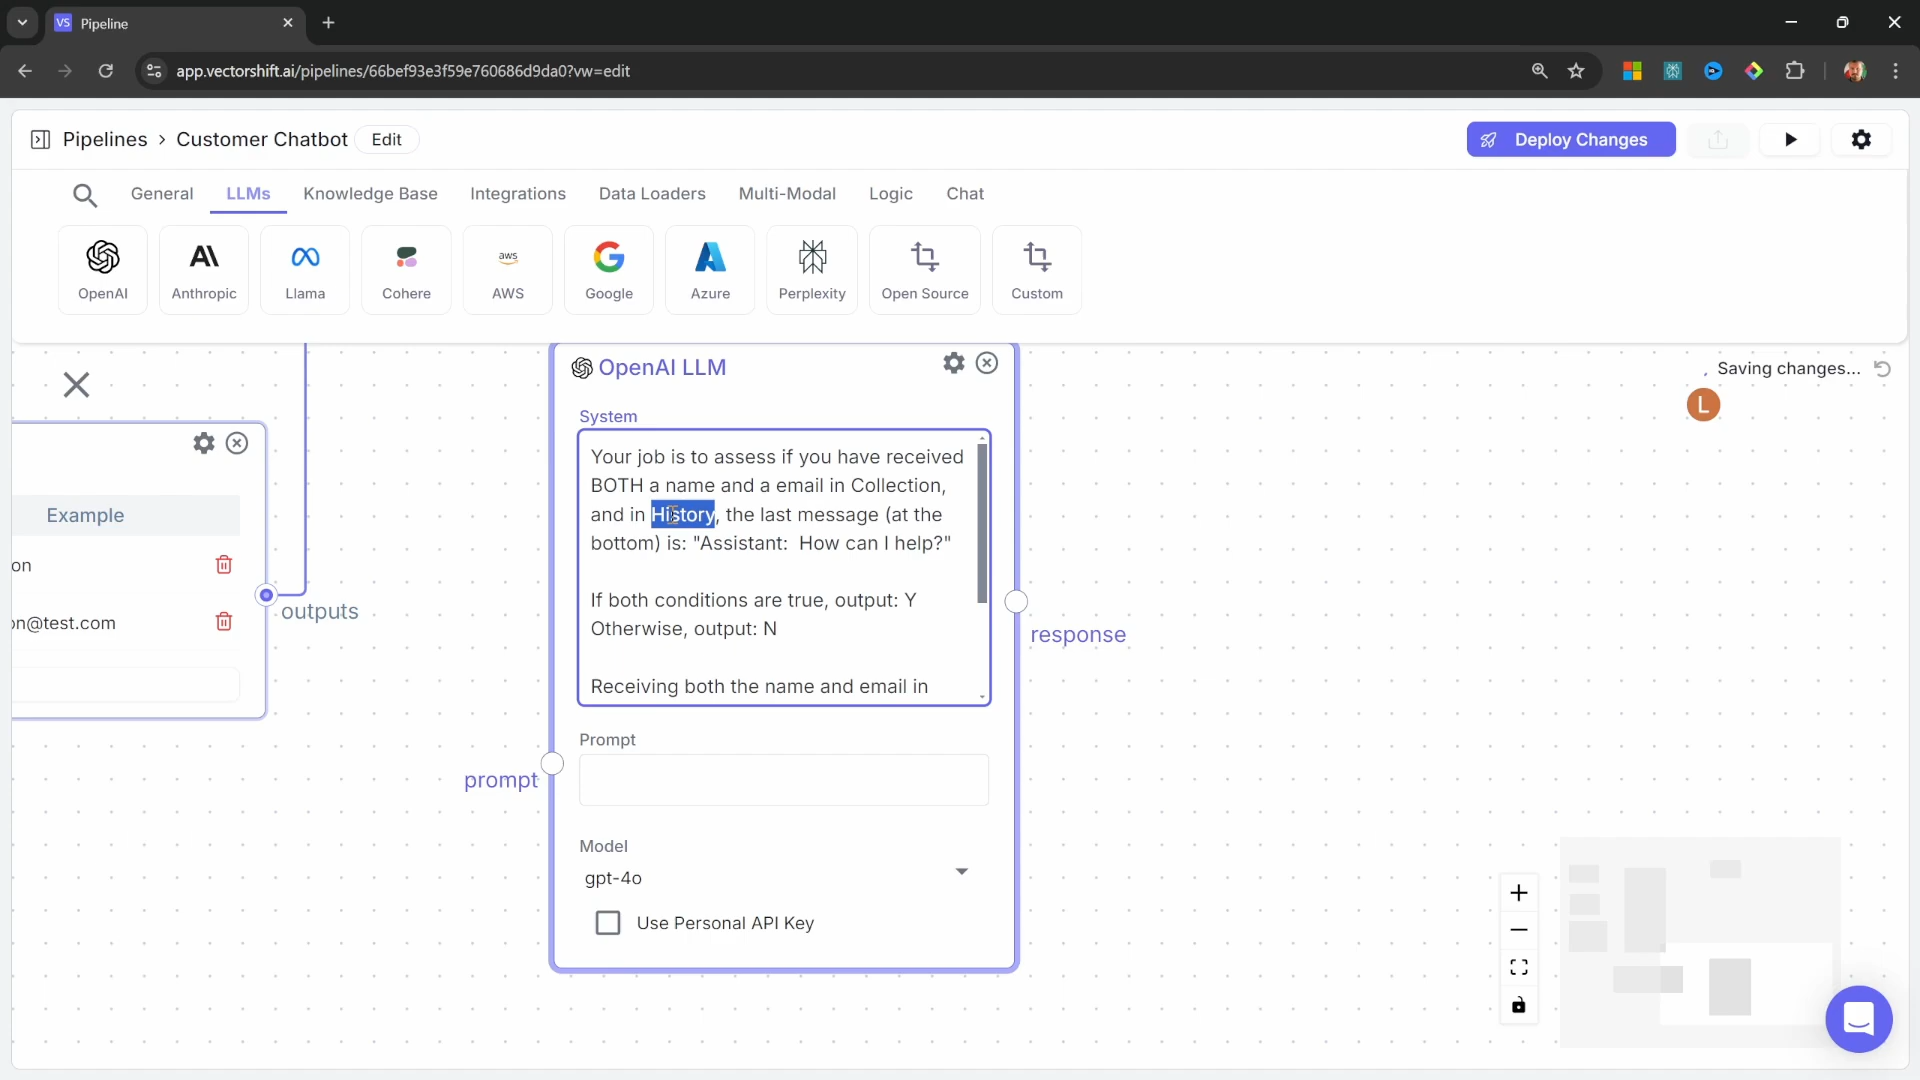 VS Pipeline
app.vectorshift.ai/pipelines/66bef93e3f59e760686d9da0?vw=edit
Pipelines > Customer Chatbot Edit
Deploy Changes
General LLMs Knowledge Base Integrations Data Loaders Multi-Modal Logic Chat
aws
OpenAI Anthropic Llama Cohere AWS Google Azure Perplexity Open Source Custom
Saving changes...
L
OpenAI LLM
System
Your job is to assess if you have received
BOTH a name and a email in Collection,
and in History, the last message (at the
bottom) is: "Assistant:  How can I help?"
If both conditions are true, output: Y
Otherwise, output: N
Receiving both the name and email in
Example
on
on@test.com
outputs
response
Prompt
prompt
Model
gpt-4o
Use Personal API Key